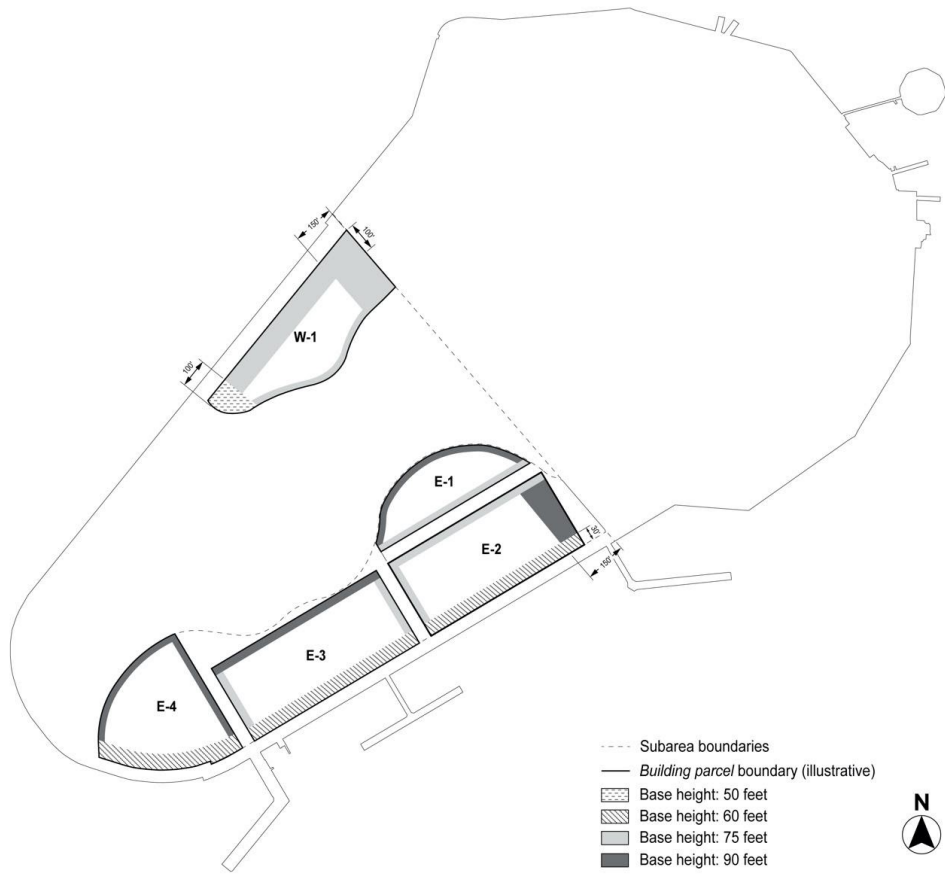 150'
100'
W-1
100'
E-1
E-2
30'
150'
E-3
E-4
Subarea boundaries
Building parcel boundary (illustrative)
Base height: 50 feet
Base height: 60 feet
Base height: 75 feet
Base height: 90 feet
N